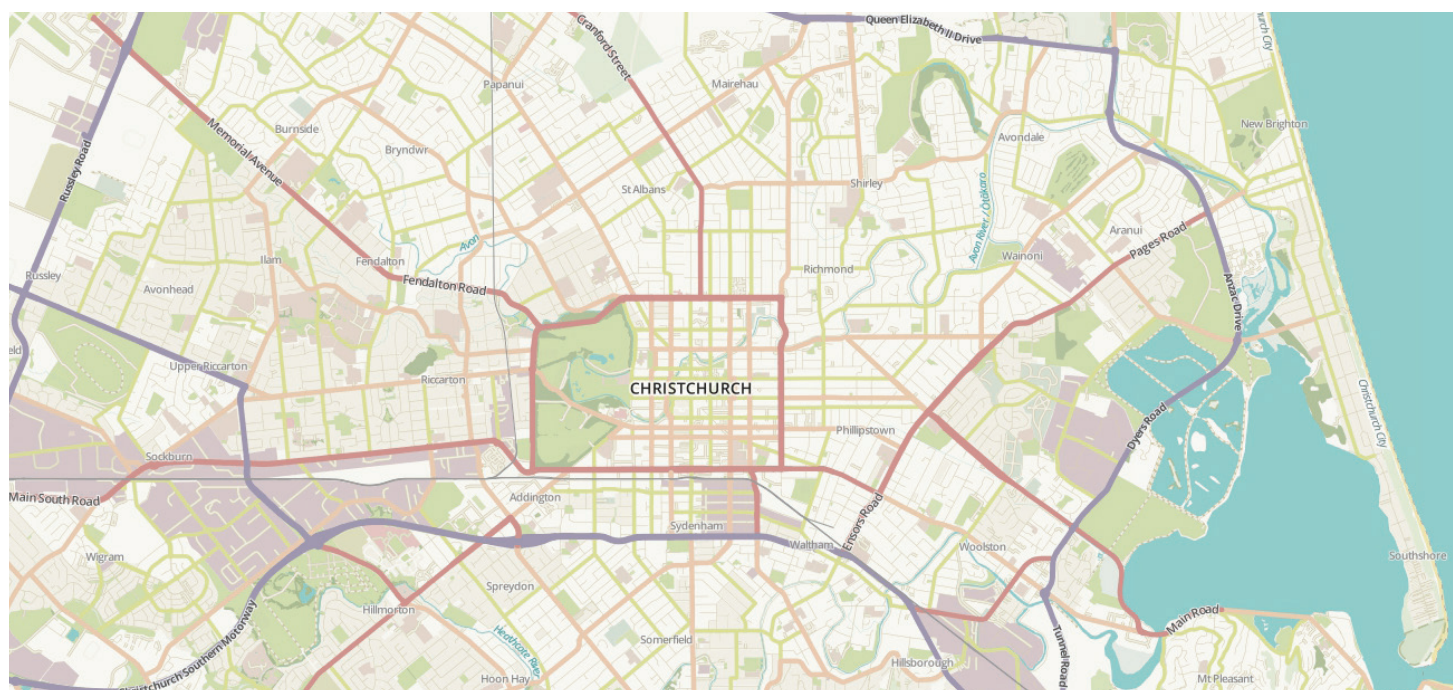 Queen Elizabeth II Drive
Cranford Street
Christchurch City
Papanui
Mairehau
Memorial Avenue
Burnside
New Brighton
Avondale
Bryndwr
Russley Road
St Albans
Shirley
Avon River / Ōtākaro
Aranui
Pages Road
Avon
Ilam
Fendalton
Wainoni
Richmond
Russley
Fendalton Road
Avonhead
Anzac Drive
Upper Riccarton
Riccarton
CHRISTCHURCH
Christchurch City
Phillipstown
Dyers Road
Sockburn
Main South Road
Addington
Ensors Road
Sydenham
Waltham
Woolston
Wigram
Southshore
Spreydon
Hillmorton
Christchurch Southern Motorway
Heathcote River
Somerfield
Main Road
Tunnel Road
Hillsborough
Hoon Hay
Mt Pleasant